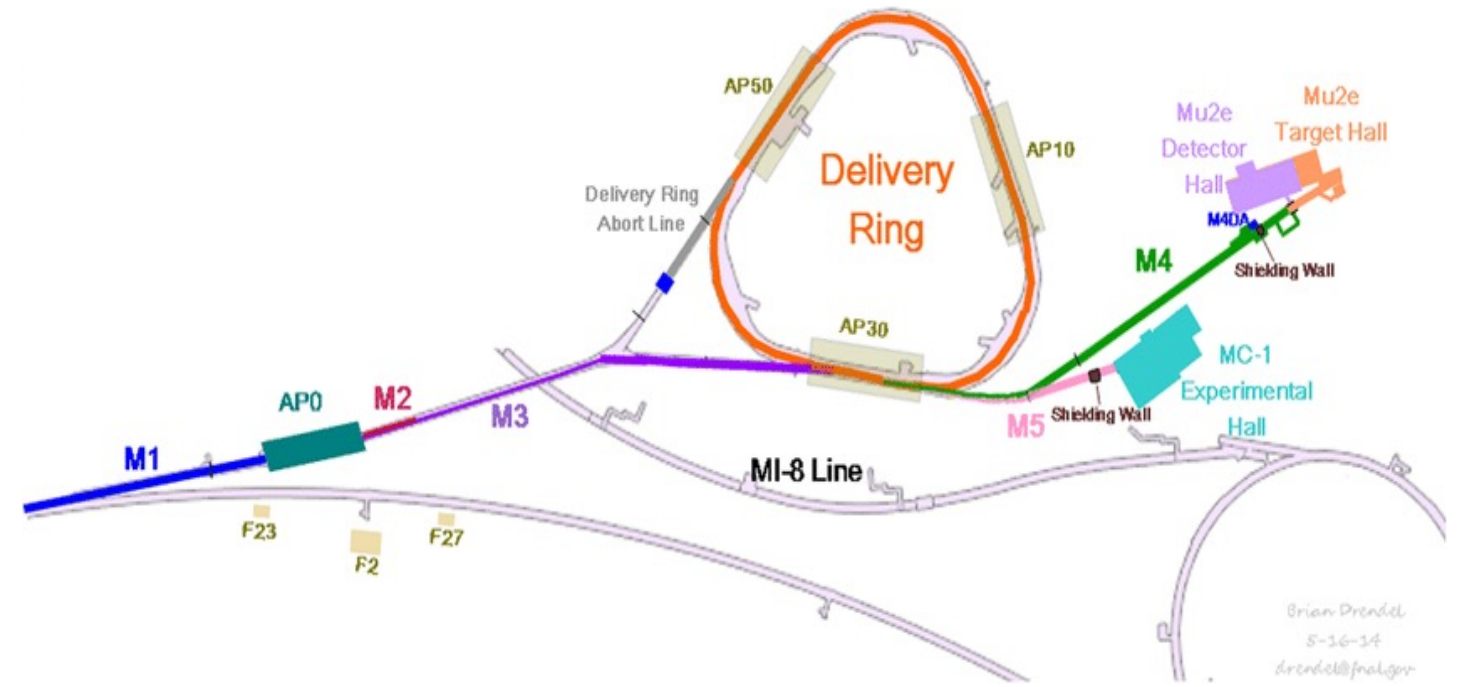 AP50
Delivery
Ring
AP10
Mu2e
Target Hall
Mu2e
Detector
Hall
Delivery Ring
Abort Line
M4DA
Shielding Wall
M4
AP30
MC-1
Experimental
Hall
Shielding Wall
M5
AP0
M2
M3
M1
MI-8 Line
F23
F2
F27
Brian Drendel
5-16-14
drendel@fnal.gov